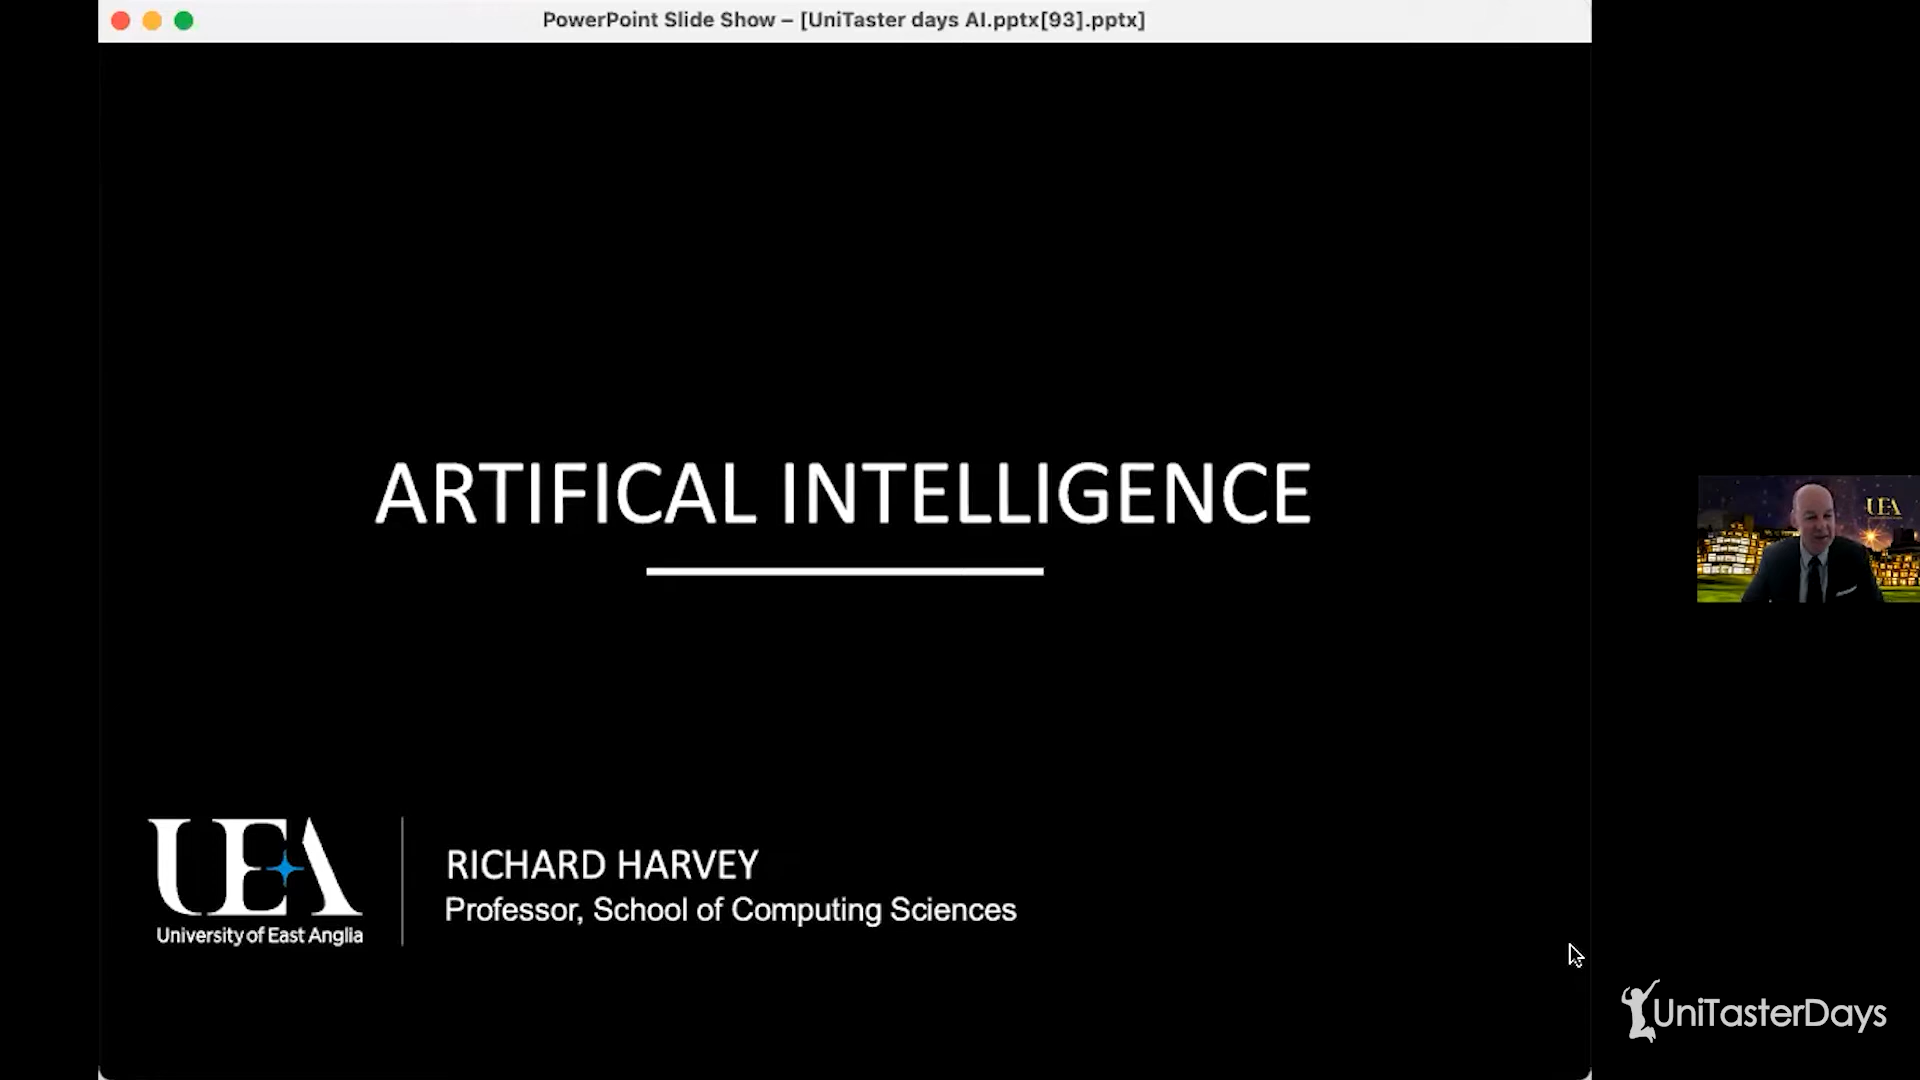 PowerPoint Slide Show – [UniTaster days AI.pptx[93].pptx]
ARTIFICAL INTELLIGENCE
UEA
University of East Anglia
RICHARD HARVEY
Professor, School of Computing Sciences
UEA
UniTasterDays